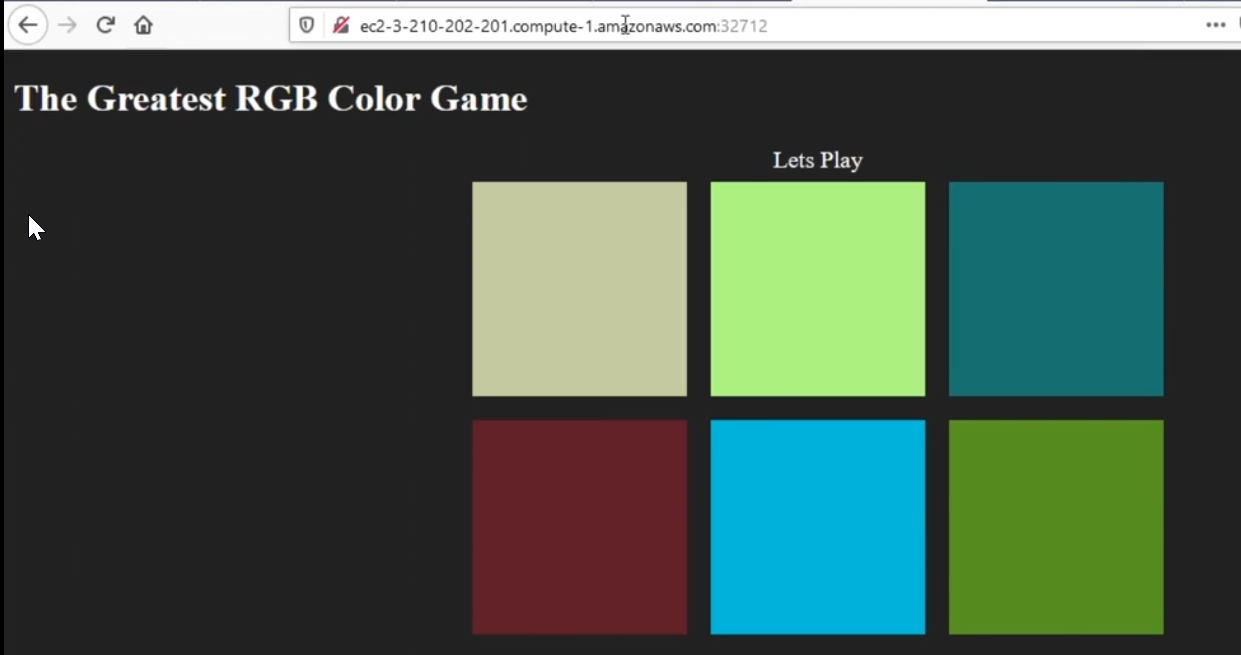 ec2-3-210-202-201.compute-1.amazonaws.com:32712
The Greatest RGB Color Game
Lets Play